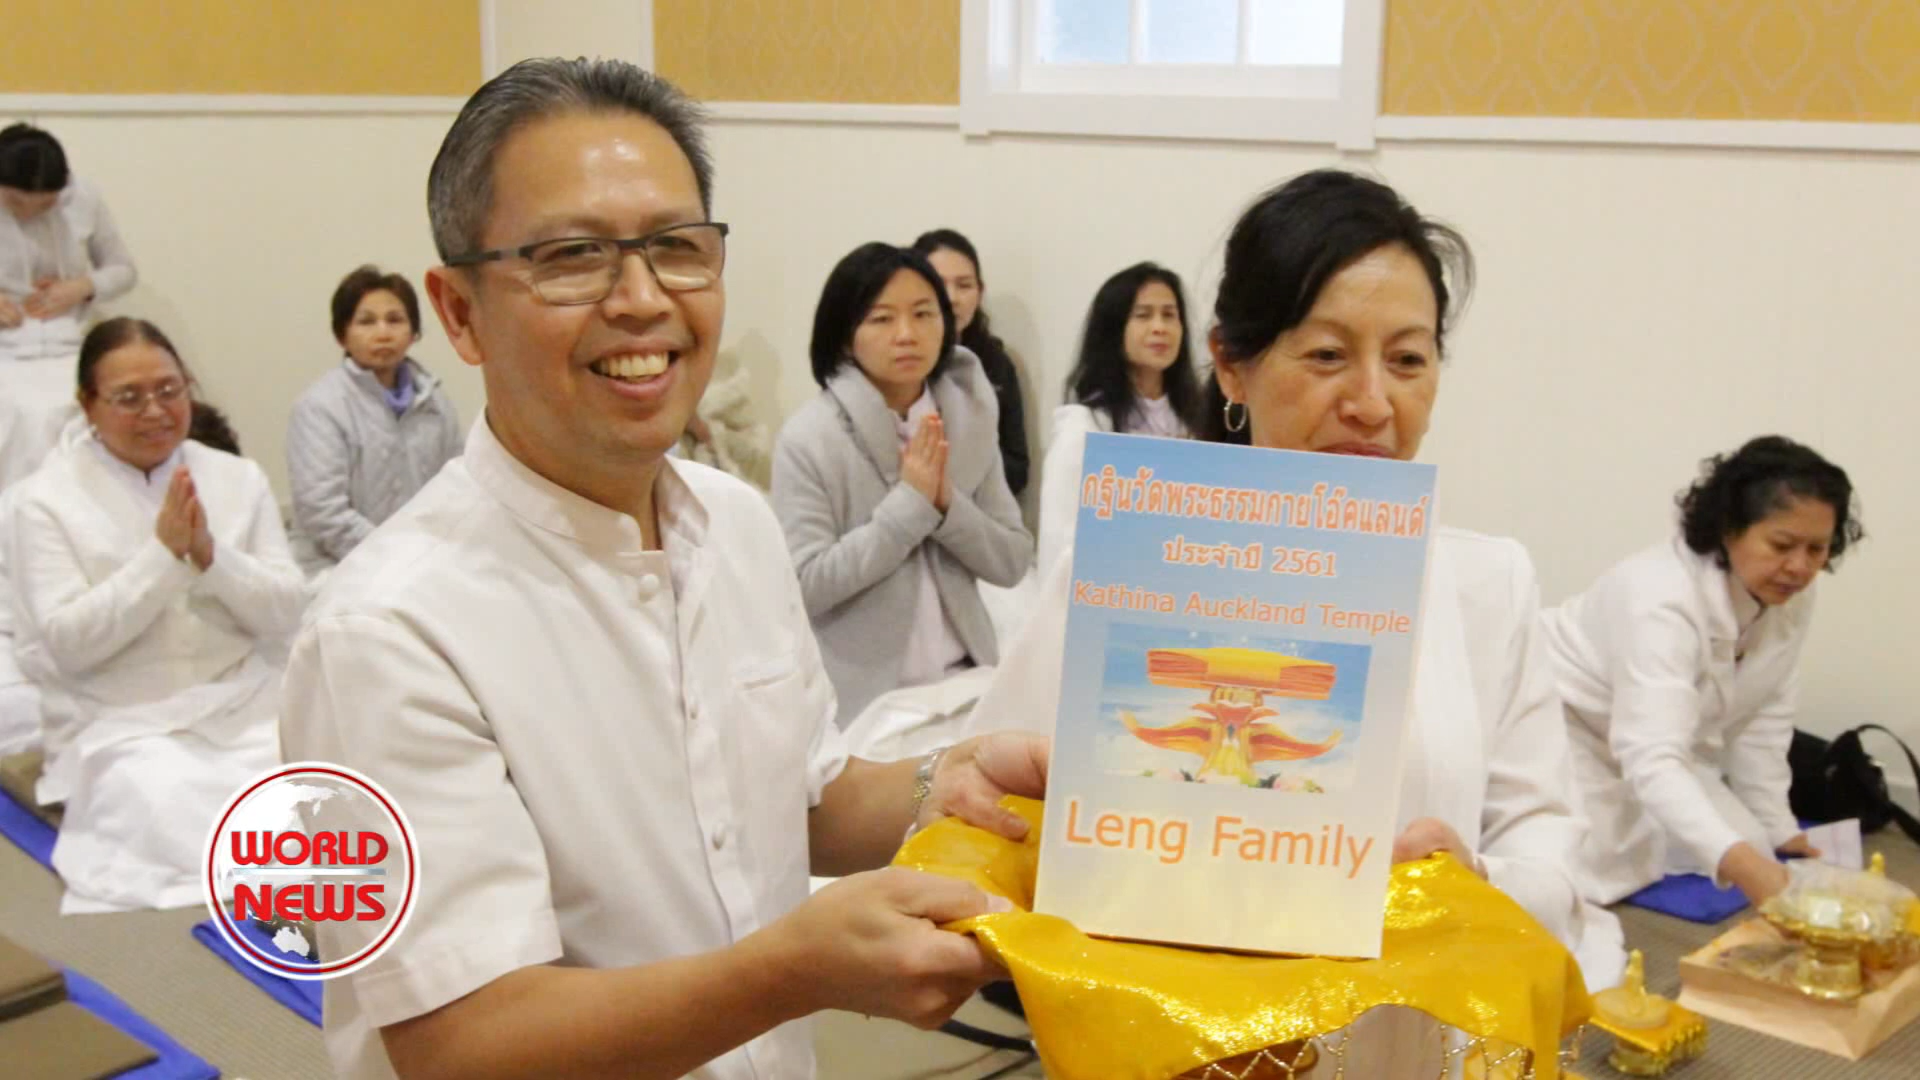 กฐินวัดพระธรรมกายโอ๊คแลนด์
ประจำปี 2561
Kathina Auckland Temple
Leng Family
WORLD
NEWS